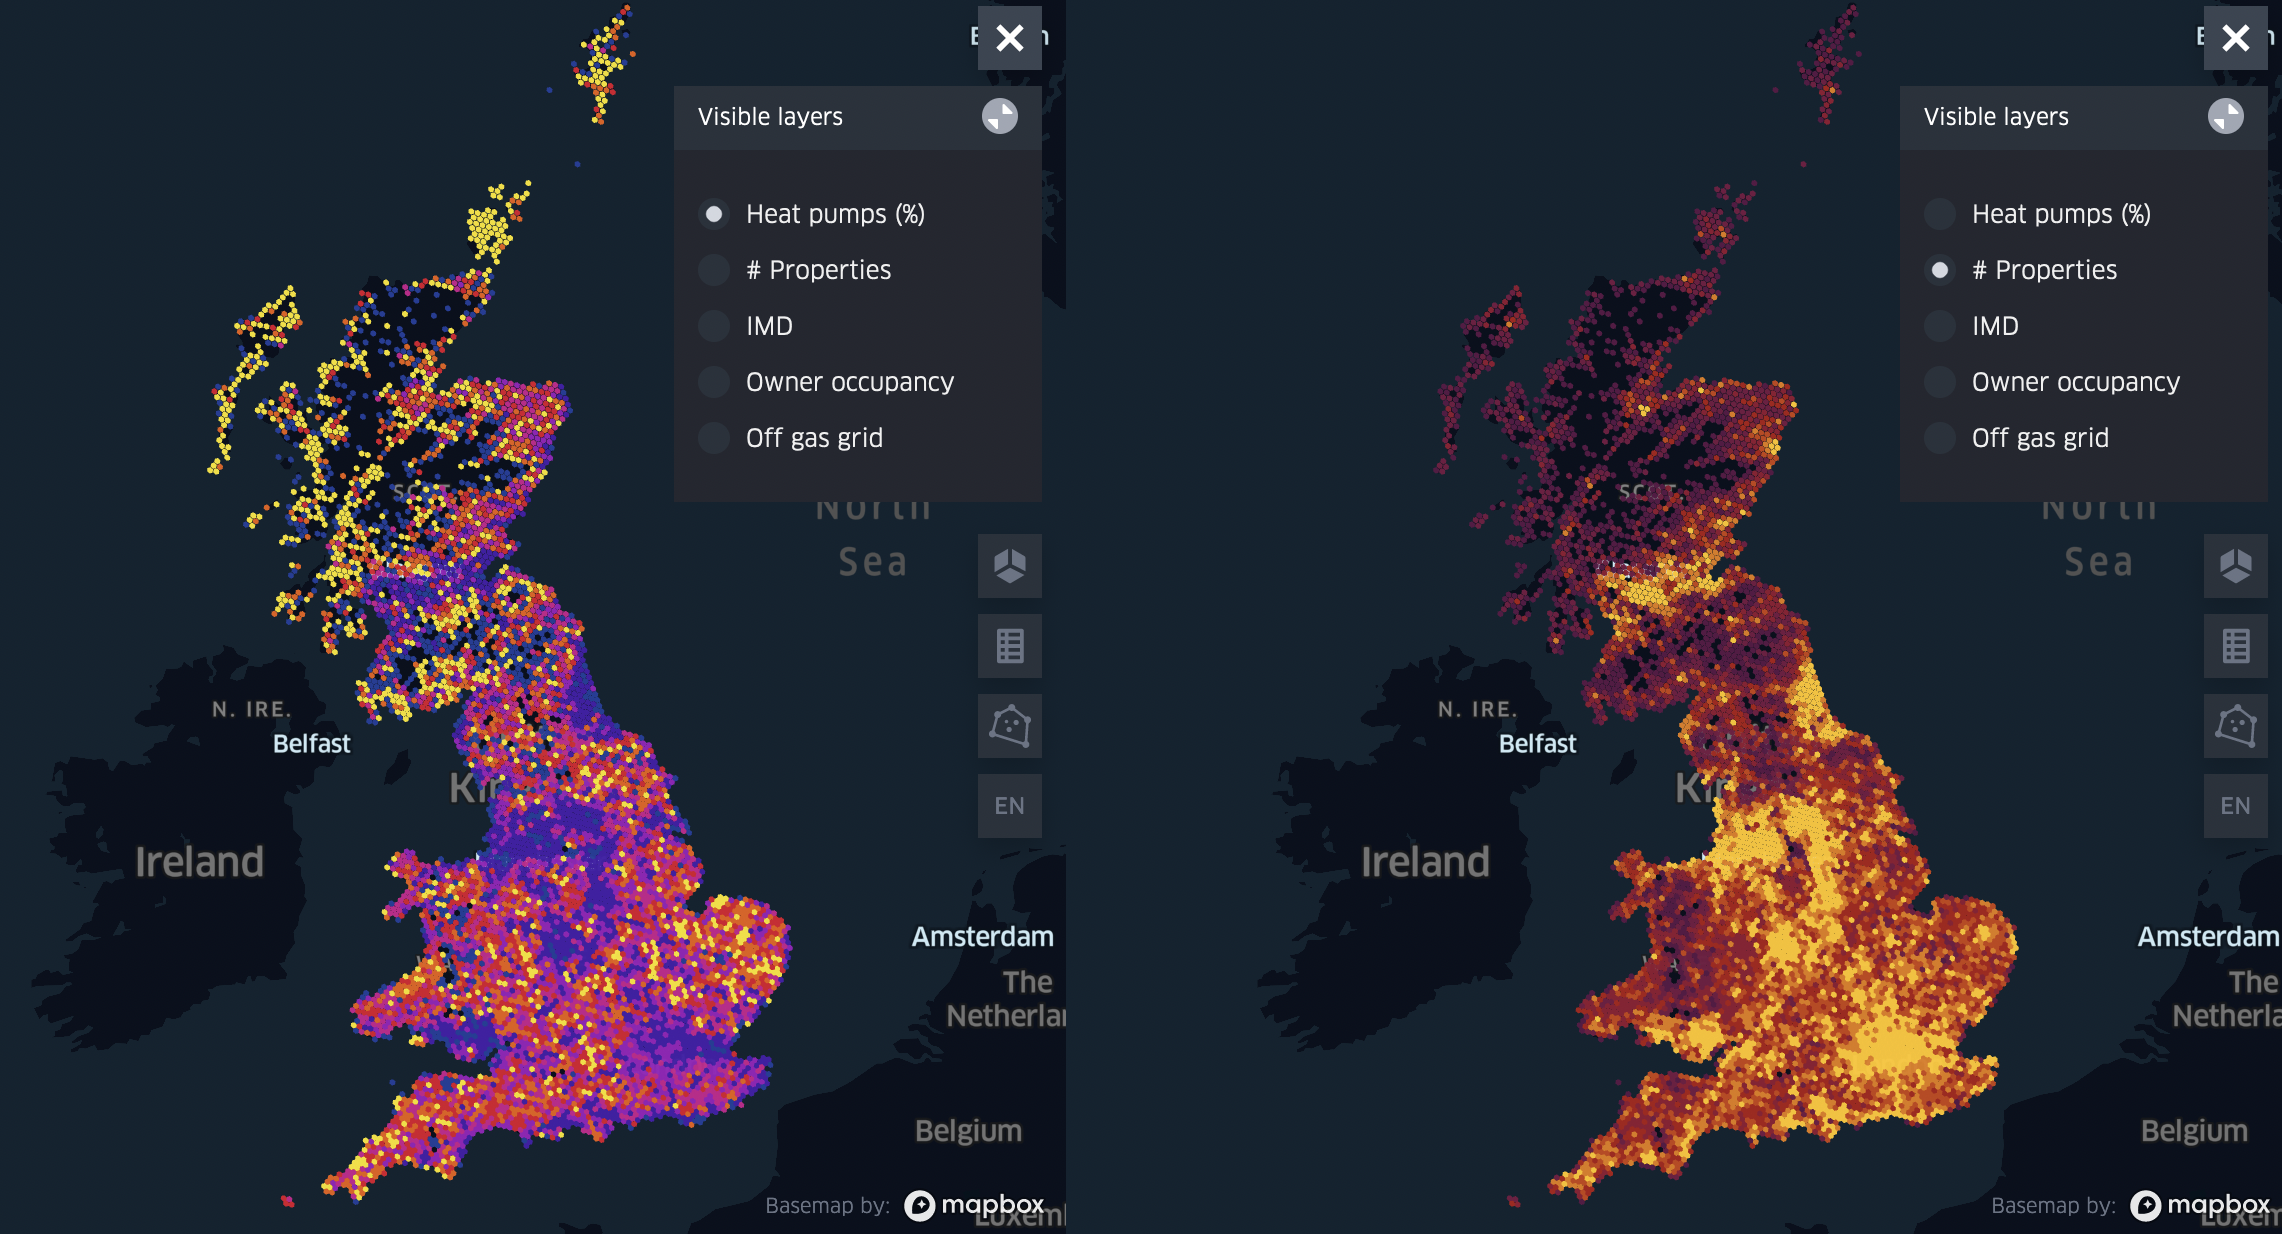 Visible layers
Heat pumps (%)
# Properties
IMD
Owner occupancy
Off gas grid
North
Sea
EN
N. IRE.
Belfast
Ireland
Amsterdam
The
Belgium
Basemap by: mapbox
Visible layers
Heat pumps (%)
# Properties
IMD
Owner occupancy
Off gas grid
North
Sea
EN
N. IRE.
Belfast
Ireland
Amsterdam
The
Belgium
Basemap by: mapbox